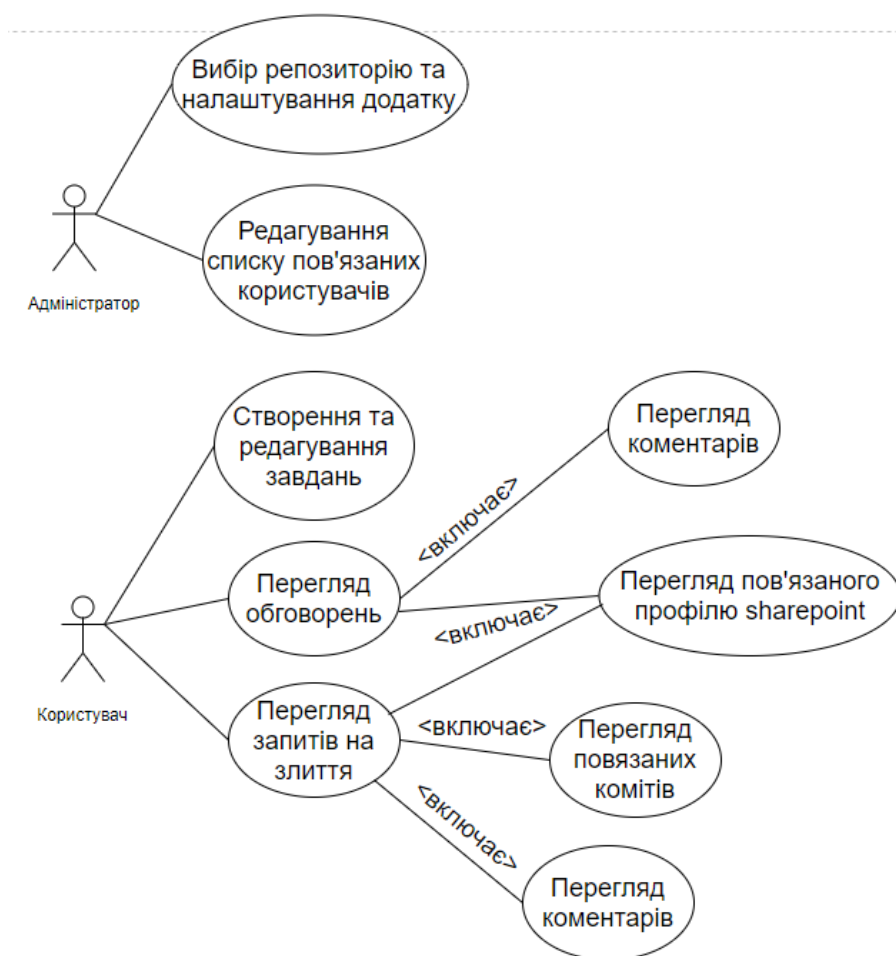 Вибір репозиторію та
налаштування додатку
Редагування
списку пов'язаних
користувачів
Адміністратор
Створення та
редагування
завдань
Перегляд
коментарів
<включає>
Перегляд
обговорень
Перегляд пов'язаного
профілю sharepoint
<включає>
Користувач
Перегляд
запитів на
злиття
<включає>
Перегляд
повязаних
комітів
<включає>
Перегляд
коментарів